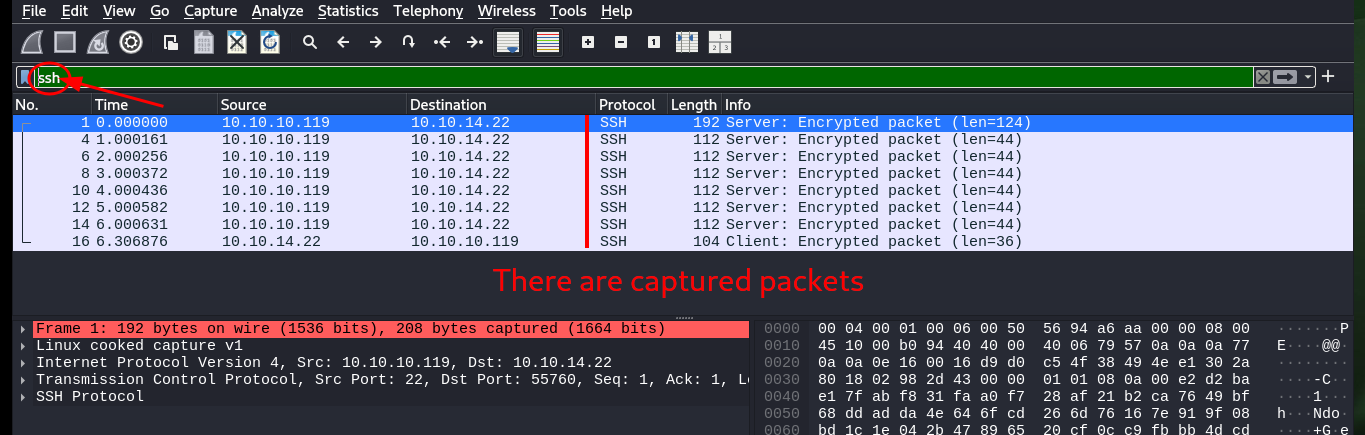 File Edit View Go Capture Analyze Statistics Telephony Wireless Tools Help
ssh
No. Time Source Destination Protocol Length Info
1 0.000000 10.10.10.119 10.10.14.22 SSH 192 Server: Encrypted packet (len=124)
4 1.000161 10.10.10.119 10.10.14.22 SSH 112 Server: Encrypted packet (len=44)
6 2.000256 10.10.10.119 10.10.14.22 SSH 112 Server: Encrypted packet (len=44)
8 3.000372 10.10.10.119 10.10.14.22 SSH 112 Server: Encrypted packet (len=44)
10 4.000436 10.10.10.119 10.10.14.22 SSH 112 Server: Encrypted packet (len=44)
12 5.000582 10.10.10.119 10.10.14.22 SSH 112 Server: Encrypted packet (len=44)
14 6.000631 10.10.10.119 10.10.14.22 SSH 112 Server: Encrypted packet (len=44)
16 6.306876 10.10.14.22 10.10.10.119 SSH 104 Client: Encrypted packet (len=36)
There are captured packets
Frame 1: 192 bytes on wire (1536 bits), 208 bytes captured (1664 bits)
Linux cooked capture v1
Internet Protocol Version 4, Src: 10.10.10.119, Dst: 10.10.14.22
Transmission Control Protocol, Src Port: 22, Dst Port: 55760, Seq: 1, Ack: 1, Le
SSH Protocol
0000 00 04 00 01 00 06 00 50 56 94 a6 aa 00 00 08 00 ·······P
0010 45 10 00 b0 94 40 40 00 40 06 79 57 0a 0a 0a 77 E····@@·
0020 0a 0a 0e 16 00 16 d9 d0 c5 4f 38 49 4e e1 30 2a ········
0030 80 18 02 98 2d 43 00 00 01 01 08 0a 00 e2 d2 ba ····-C··
0040 e1 7f ab f8 31 fa a0 f7 28 af 21 b2 ca 76 49 bf ····1···
0050 68 dd ad da 4e 64 6f cd 26 6d 76 16 7e 91 9f 08 h···Ndo·
0060 bd 1c 1e 04 2b 47 89 65 20 cf 0c c9 fb bb 4d cd ····+G·e